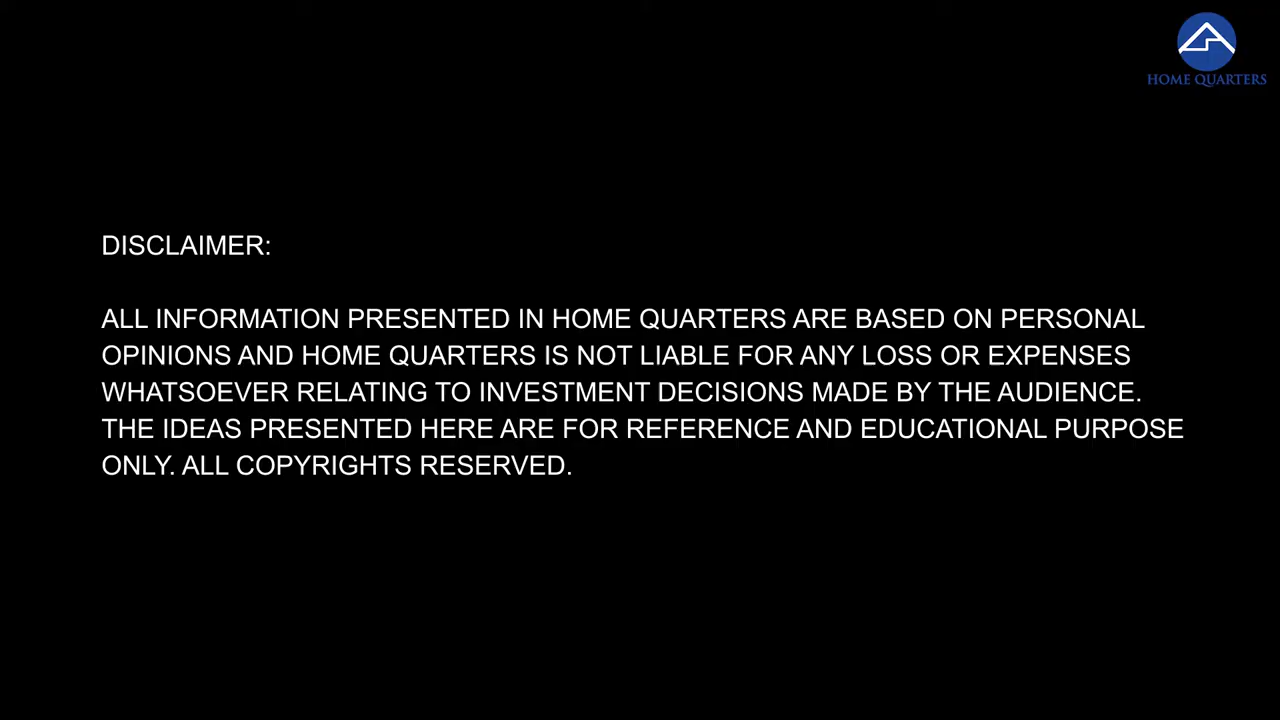 HOME QUARTERS
DISCLAIMER:
ALL INFORMATION PRESENTED IN HOME QUARTERS ARE BASED ON PERSONAL
OPINIONS AND HOME QUARTERS IS NOT LIABLE FOR ANY LOSS OR EXPENSES
WHATSOEVER RELATING TO INVESTMENT DECISIONS MADE BY THE AUDIENCE.
THE IDEAS PRESENTED HERE ARE FOR REFERENCE AND EDUCATIONAL PURPOSE
ONLY. ALL COPYRIGHTS RESERVED.